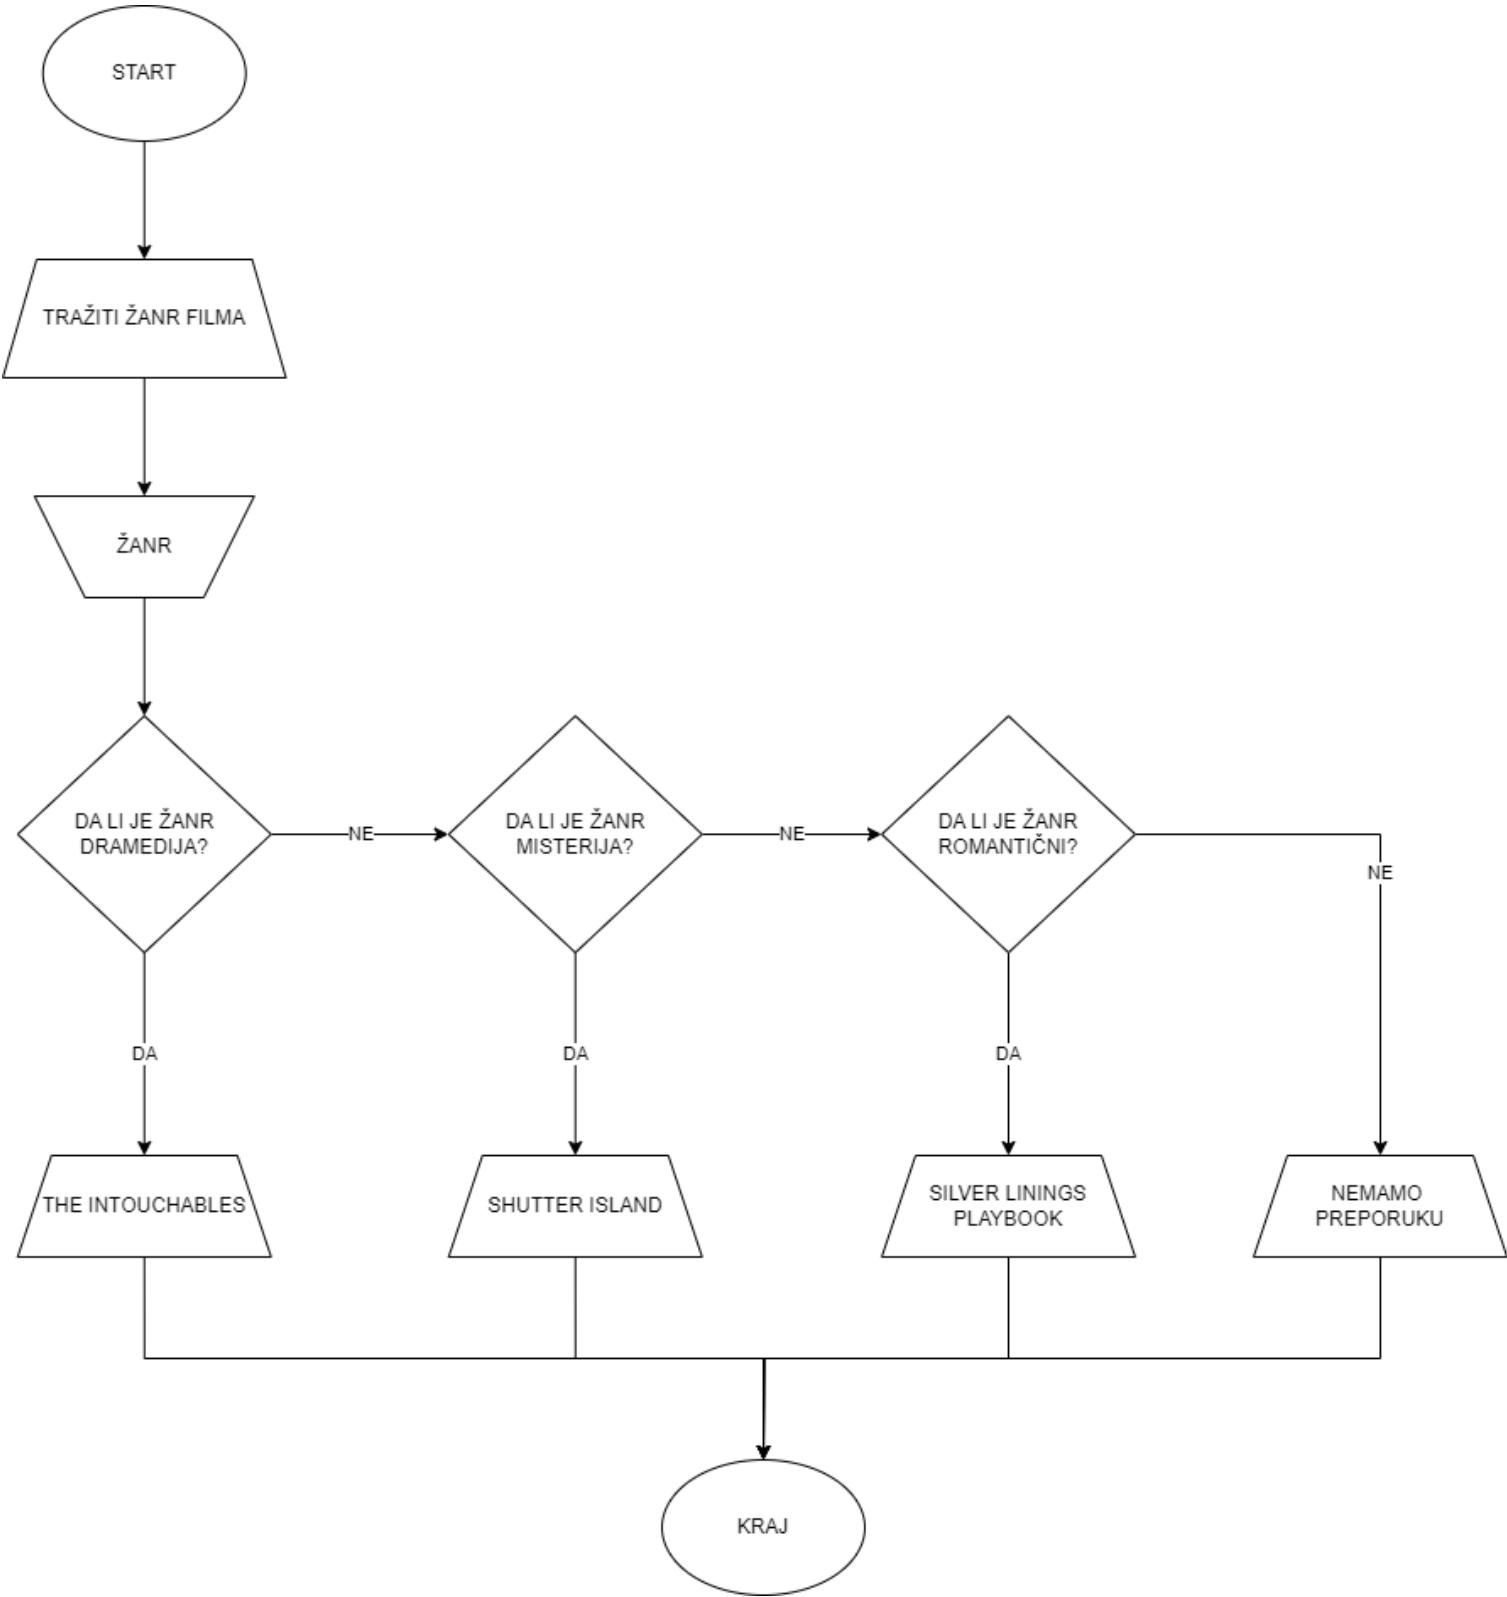 START
TRAŽITI ŽANR FILMA
ŽANR
DA LI JE ŽANR
DRAMEDIJA?
NE
DA LI JE ŽANR
MISTERIJA?
NE
DA LI JE ŽANR
ROMANTIČNI?
NE
DA
DA
DA
THE INTOUCHABLES
SHUTTER ISLAND
SILVER LININGS
PLAYBOOK
NEMAMO
PREPORUKU
KRAJ